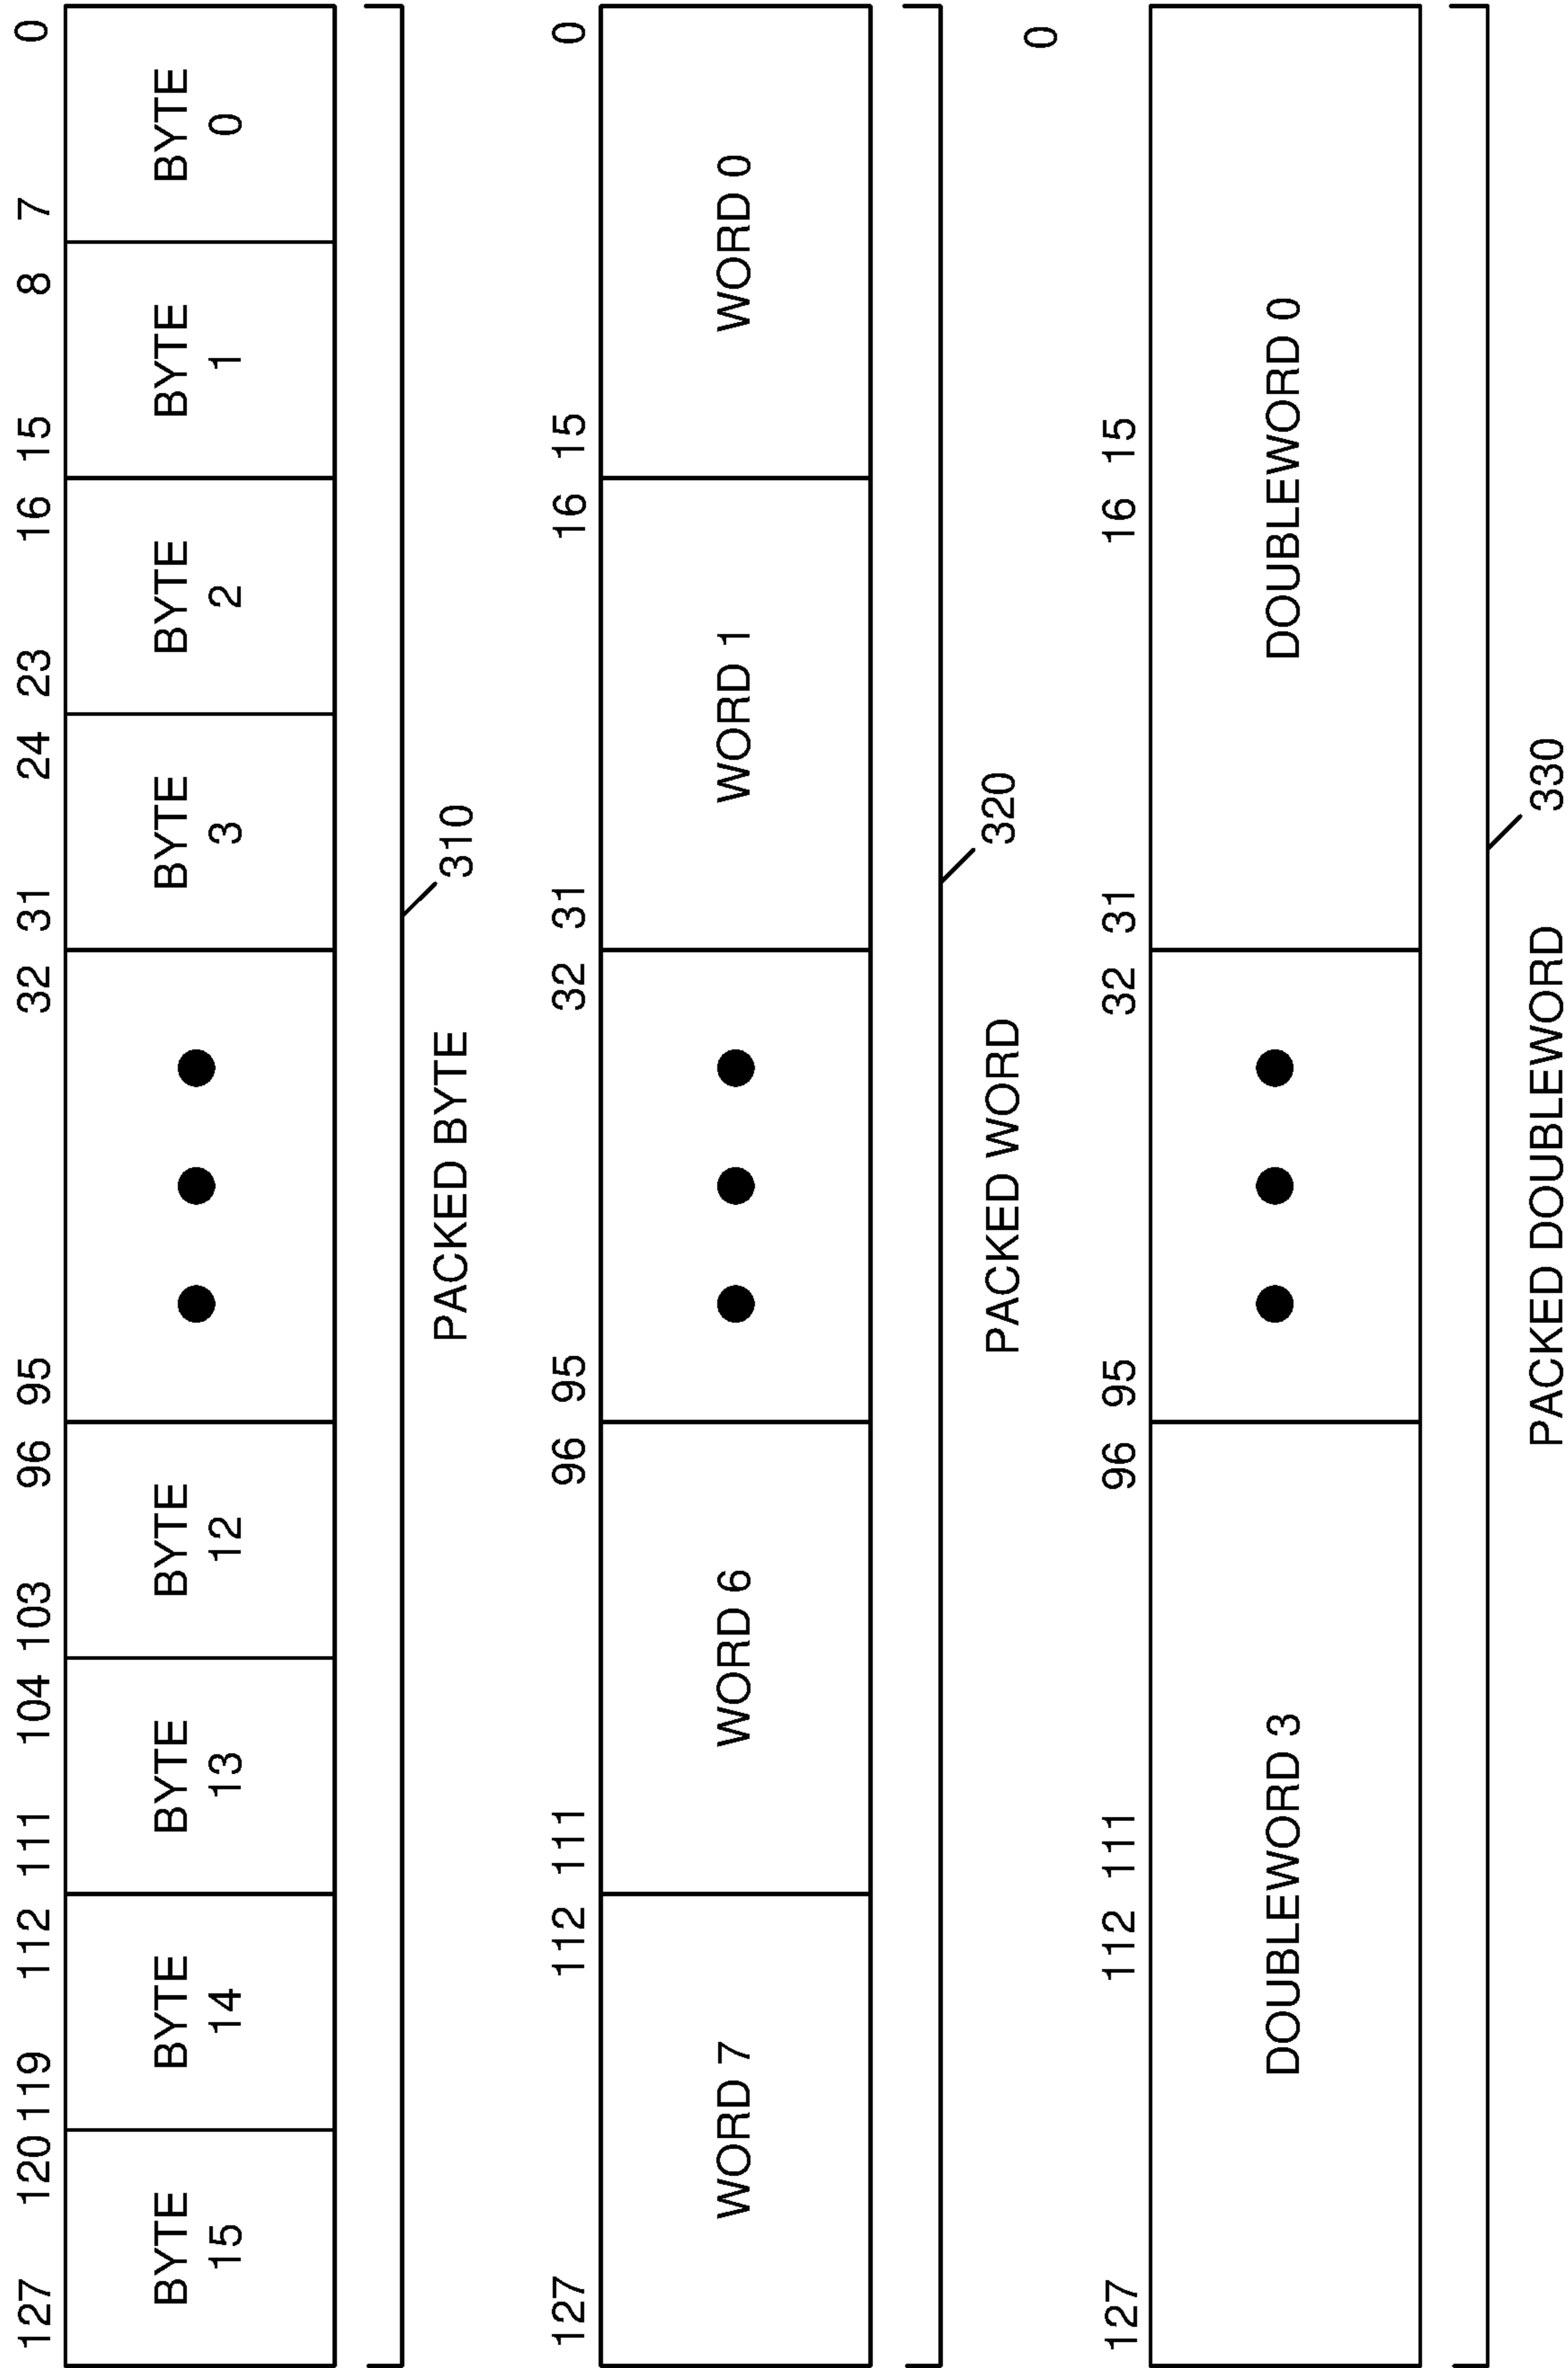 127 120 119 112 111 104 103 96 95 32 31 24 23 16 15 8 7 0
BYTE 15 BYTE 14 BYTE 13 BYTE 12 BYTE 3 BYTE 2 BYTE 1 BYTE 0
310
PACKED BYTE
127 112 111 96 95 32 31 16 15 0
WORD 7 WORD 6 WORD 1 WORD 0
320
PACKED WORD
0
127 112 111 96 95 32 31 16 15
DOUBLEWORD 3 DOUBLEWORD 0
330
PACKED DOUBLEWORD